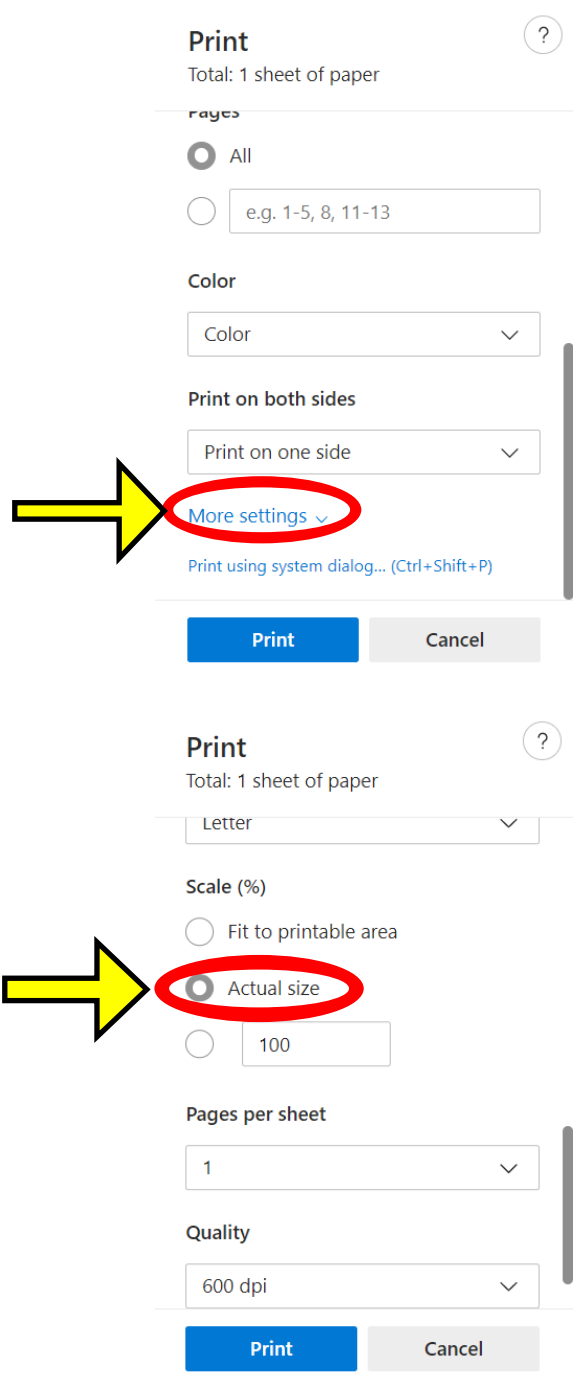 Print
?
Total: 1 sheet of paper
Pages
All
e.g. 1-5, 8, 11-13
Color
Color
Print on both sides
Print on one side
More settings
Print using system dialog... (Ctrl+Shift+P)
Print Cancel
Print
?
Total: 1 sheet of paper
Letter
Scale (%)
Fit to printable area
Actual size
100
Pages per sheet
1
Quality
600 dpi
Print Cancel